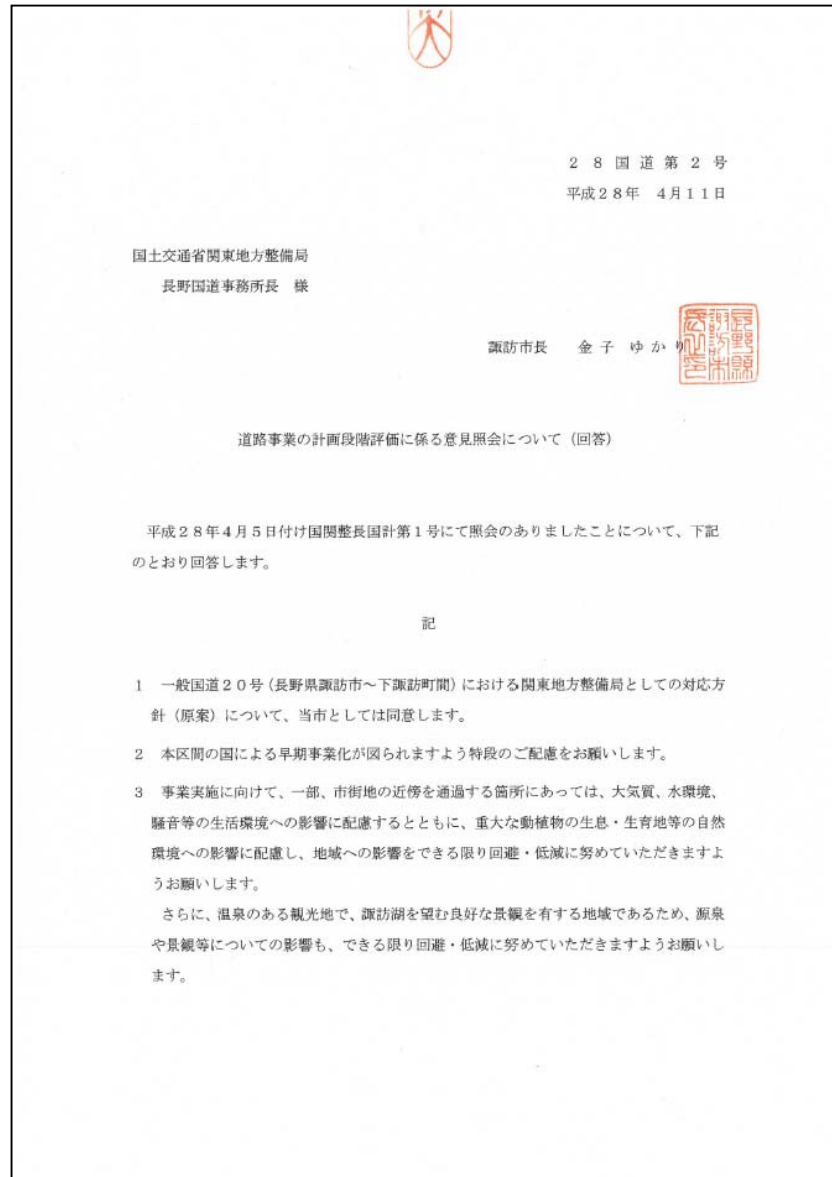 28国道第2号
平成28年 4月11日
国土交通省関東地方整備局
長野国道事務所長 様
諏訪市長 金子 ゆかり
長野縣
諏訪市
長之印
道路事業の計画段階評価に係る意見照会について(回答)
平成28年4月5日付け国関整長国計第1号にて照会のありましたことについて、下記
のとおり回答します。
記
1 一般国道20号(長野県諏訪市~下諏訪町間)における関東地方整備局としての対応方
針(原案)について、当市としては同意します。
2 本区間の国による早期事業化が図られますよう特段のご配慮をお願いします。
3 事業実施に向けて、一部、市街地の近傍を通過する箇所にあっては、大気質、水環境、
騒音等の生活環境への影響に配慮するとともに、重大な動植物の生息・生育地等の自然
環境への影響に配慮し、地域への影響をできる限り回避・低減に努めていただきますよ
うお願いします。
さらに、温泉のある観光地で、諏訪湖を望む良好な景観を有する地域であるため、源泉
や景観等についての影響も、できる限り回避・低減に努めていただきますようお願いし
ます。